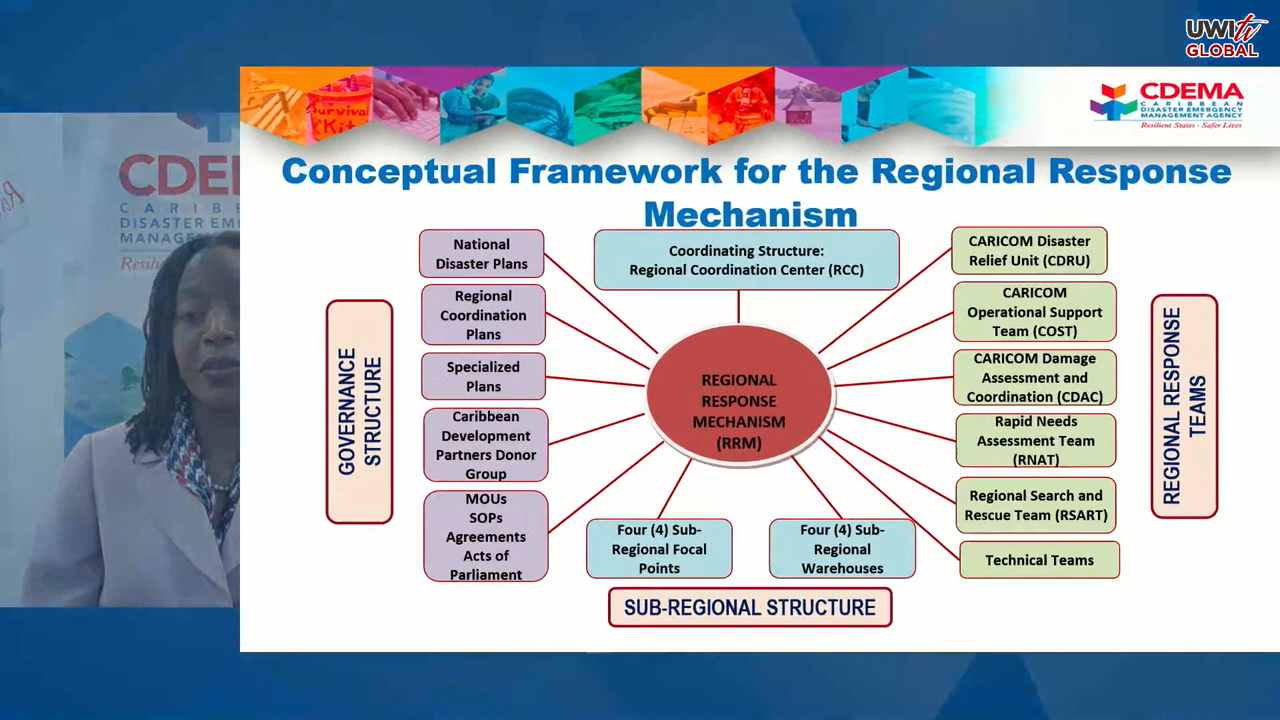 UWItv
GLOBAL
Survival
Kit
CDEMA
CARIBBEAN
DISASTER EMERGENCY
MANAGEMENT AGENCY
Resilient States - Safer Lives
CDE
CARIB
DISASTER EM
MANAGE
Conceptual Framework for the Regional Response
Mechanism
GOVERNANCE
STRUCTURE
National
Disaster Plans
Regional
Coordination
Plans
Specialized
Plans
Caribbean
Development
Partners Donor
Group
MOUs
SOPs
Agreements
Acts of
Parliament
Coordinating Structure:
Regional Coordination Center (RCC)
REGIONAL
RESPONSE
MECHANISM
(RRM)
Four (4) Sub-
Regional Focal
Points
Four (4) Sub-
Regional
Warehouses
SUB-REGIONAL STRUCTURE
CARICOM Disaster
Relief Unit (CDRU)
CARICOM
Operational Support
Team (COST)
CARICOM Damage
Assessment and
Coordination (CDAC)
Rapid Needs
Assessment Team
(RNAT)
Regional Search and
Rescue Team (RSART)
Technical Teams
REGIONAL RESPONSE
TEAMS